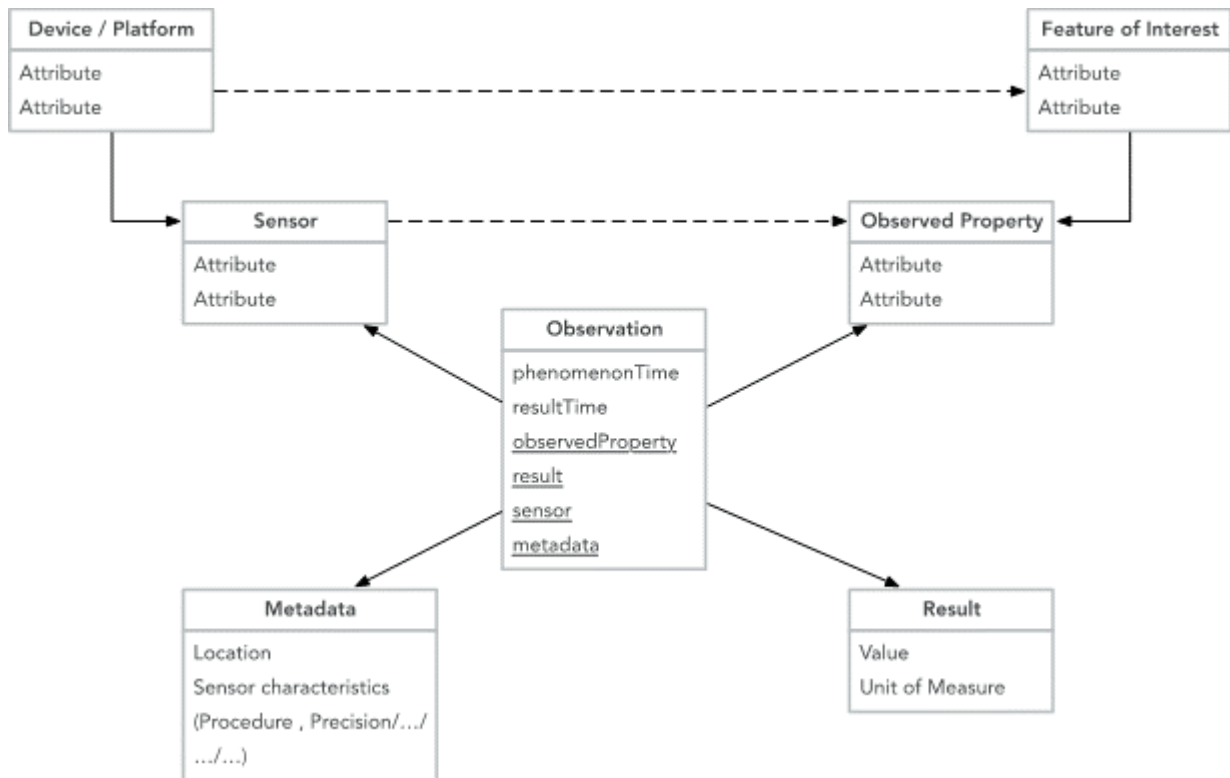 Device / Platform
Attribute
Attribute
Feature of Interest
Attribute
Attribute
Sensor
Attribute
Attribute
Observed Property
Attribute
Attribute
Observation
phenomenonTime
resultTime
observedProperty
result
sensor
metadata
Metadata
Location
Sensor characteristics
(Procedure , Precision/.../
.../...)
Result
Value
Unit of Measure